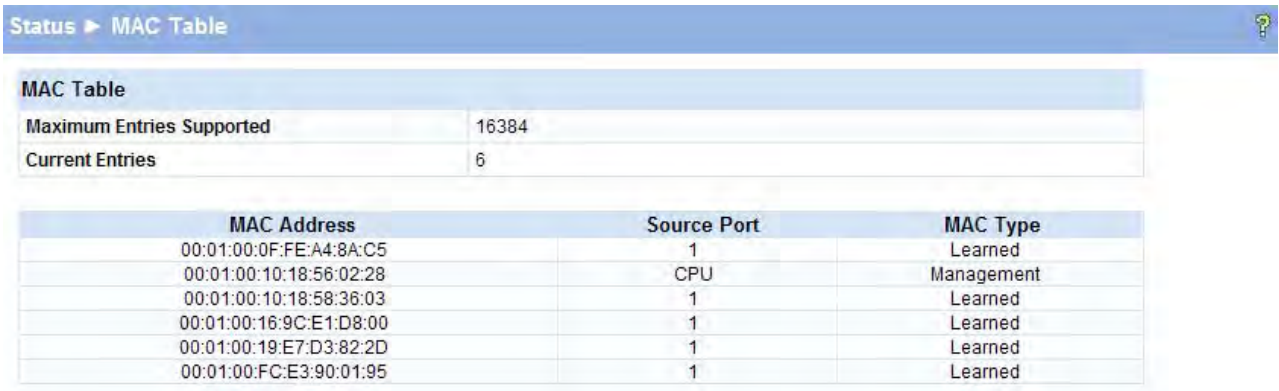 Status ► MAC Table
MAC Table
Maximum Entries Supported 16384
Current Entries 6
MAC Address Source Port MAC Type
00:01:00:0F:FE:A4:8A:C5 1 Learned
00:01:00:10:18:56:02:28 CPU Management
00:01:00:10:18:58:36:03 1 Learned
00:01:00:16:9C:E1:D8:00 1 Learned
00:01:00:19:E7:D3:82:2D 1 Learned
00:01:00:FC:E3:90:01:95 1 Learned